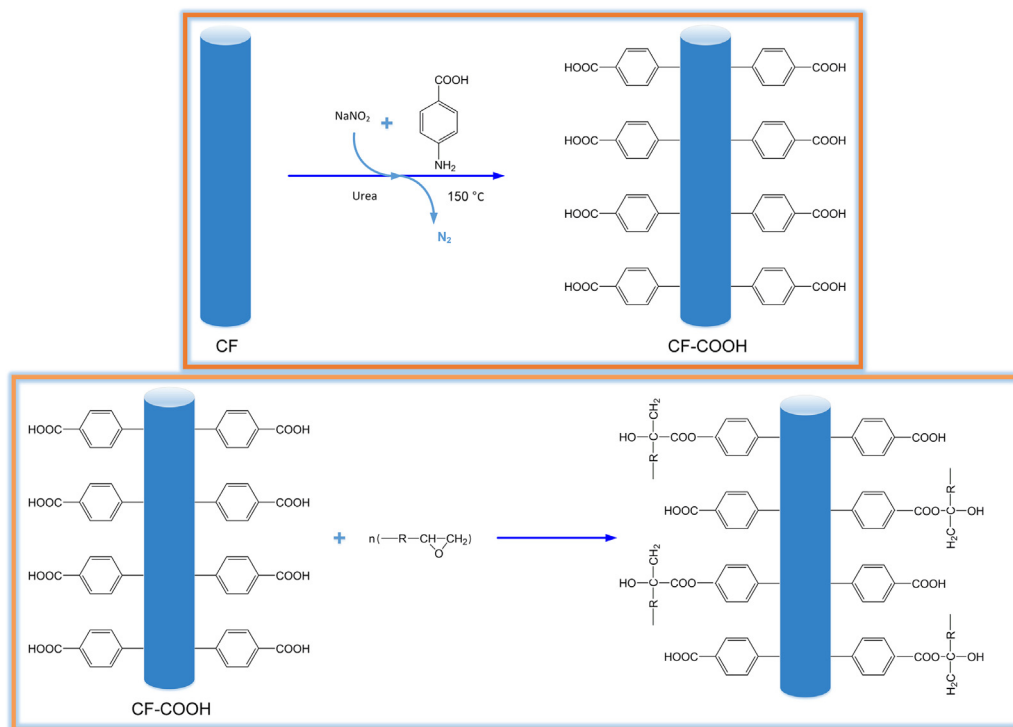 COOH
NaNO₂ +
NH₂
Urea 150 °C
N₂
HOOC COOH
HOOC COOH
HOOC COOH
HOOC COOH
CF
CF-COOH
HOOC COOH
HOOC COOH
HOOC COOH
HOOC COOH
CF-COOH
+ n(—R—CH—CH₂)
O
CH₂
HO—C—COO COOH
R
R
HOOC COO—C—OH
H₂C
CH₂
HO—C—COO COOH
R
R
HOOC COO—C—OH
H₂C